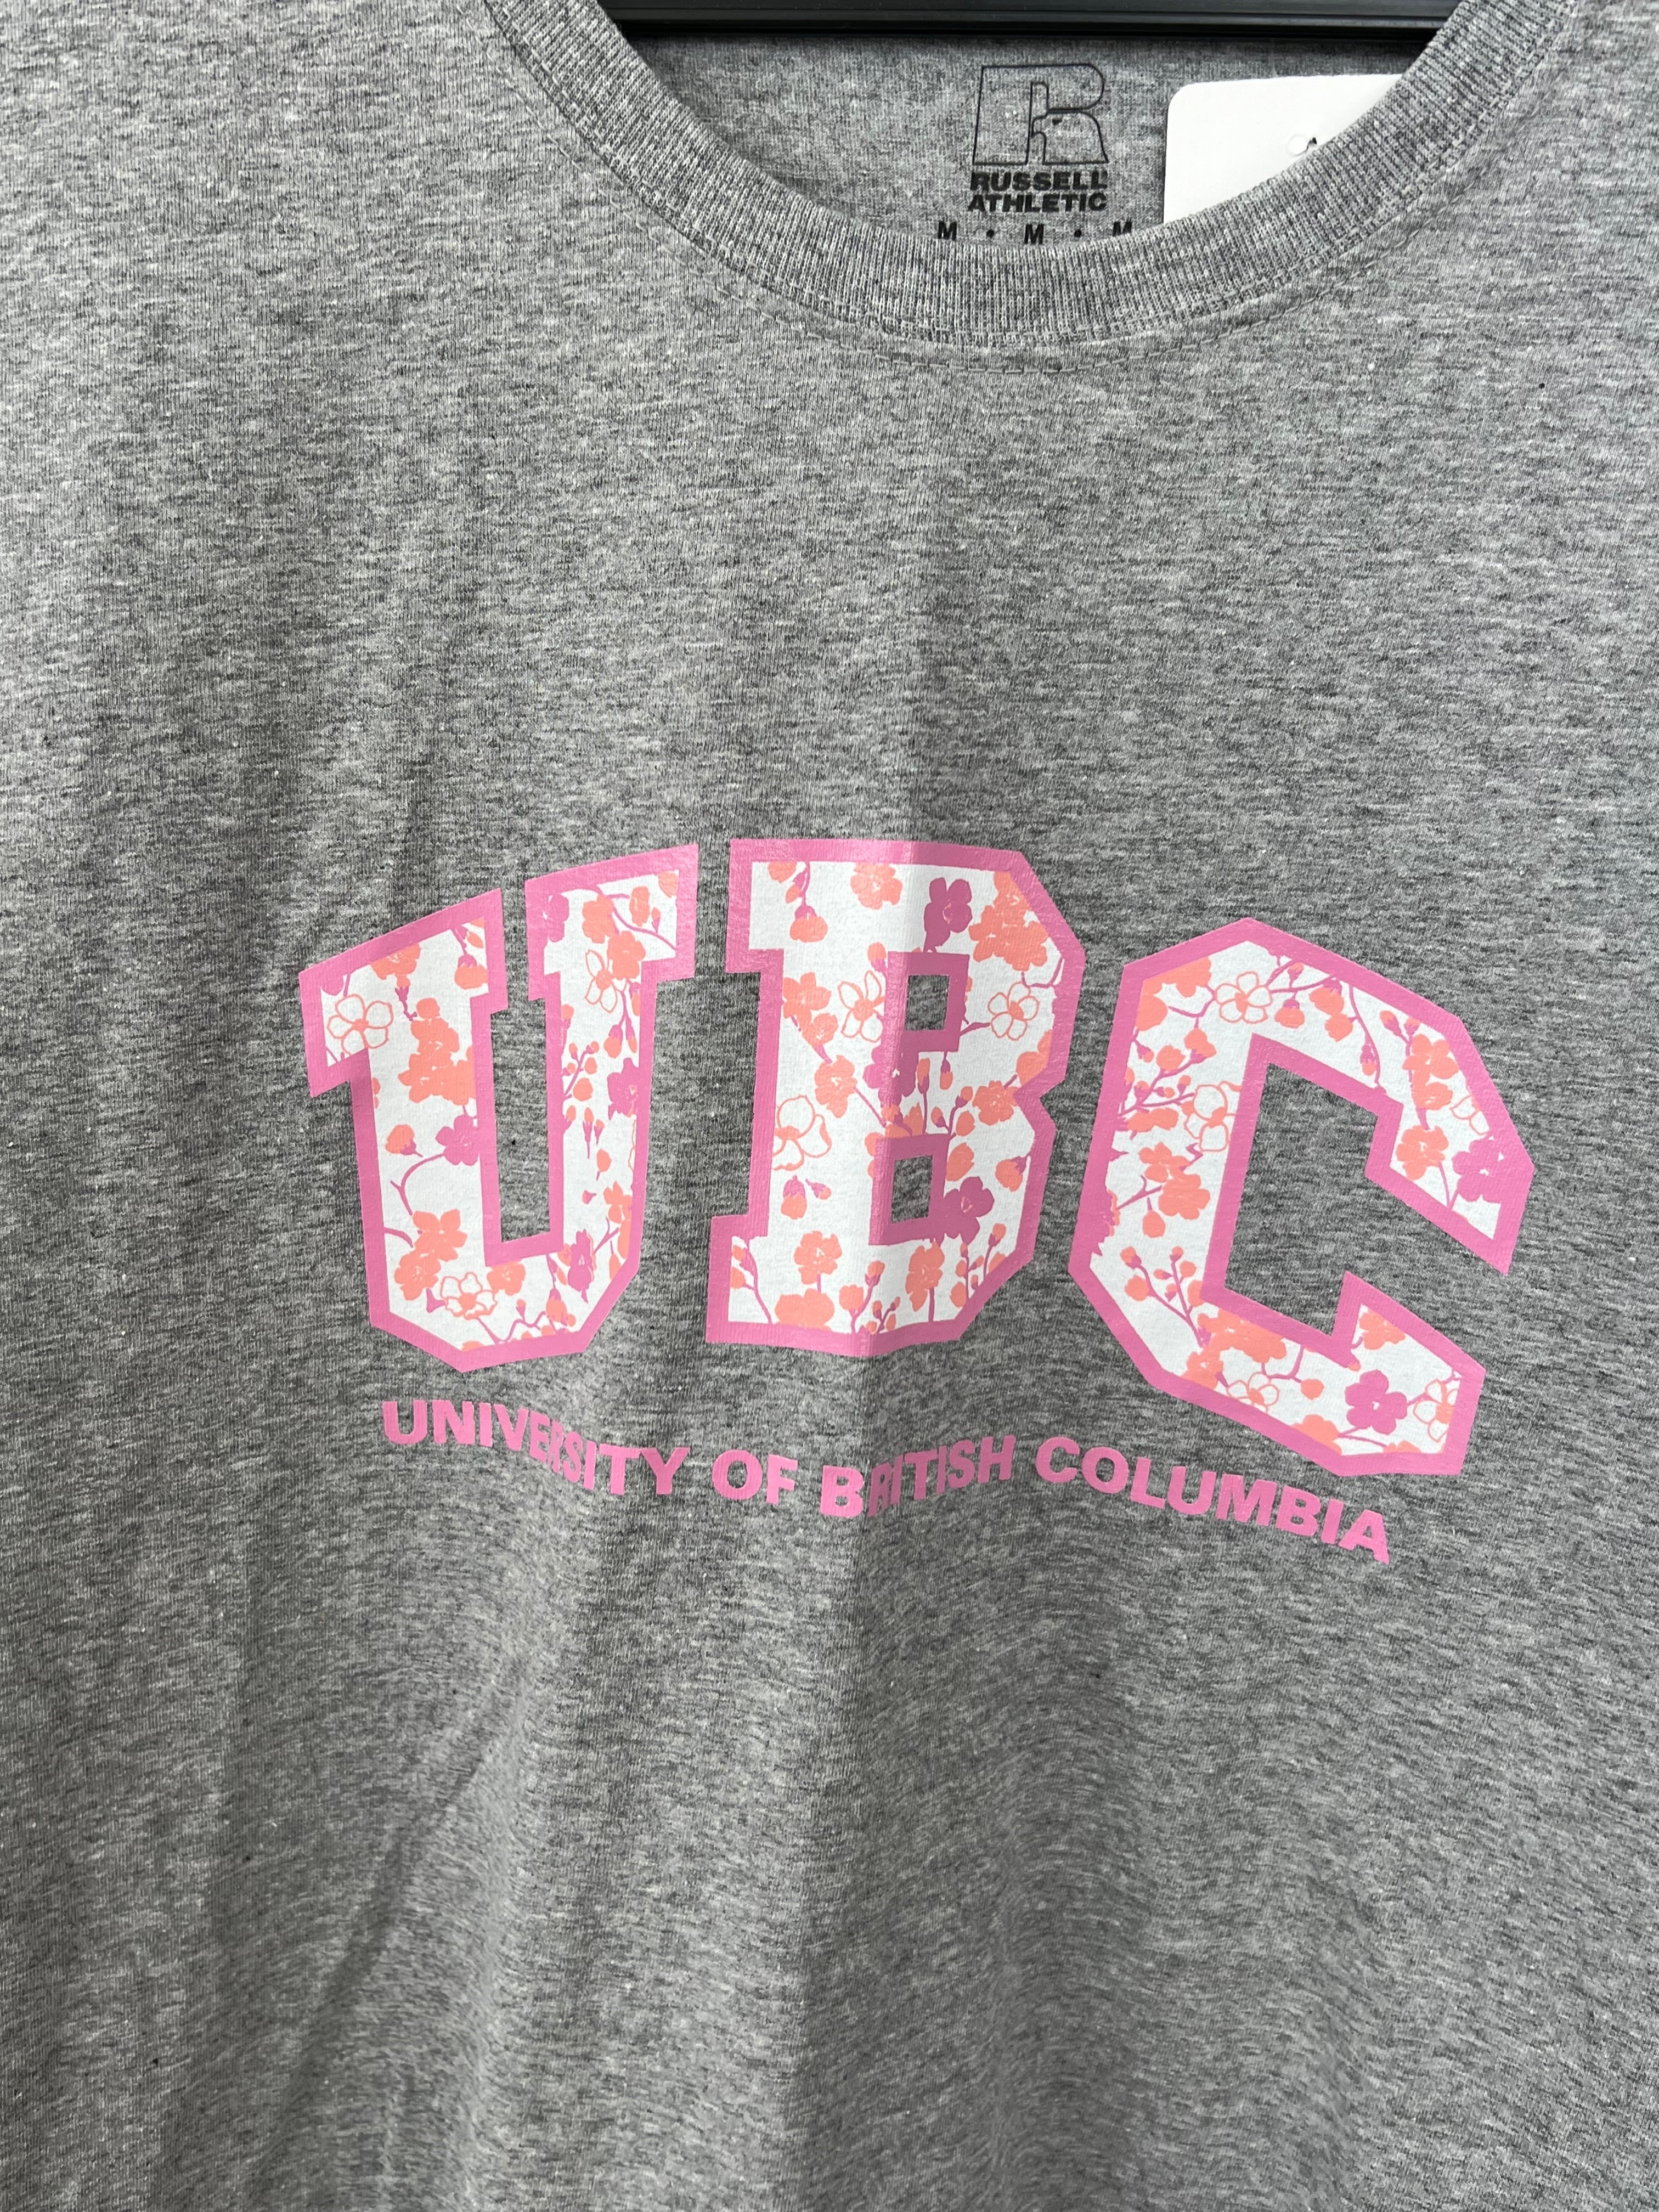 RUSSELL
ATHLETIC
M · M · M
UBC
UNIVERSITY OF BRITISH COLUMBIA